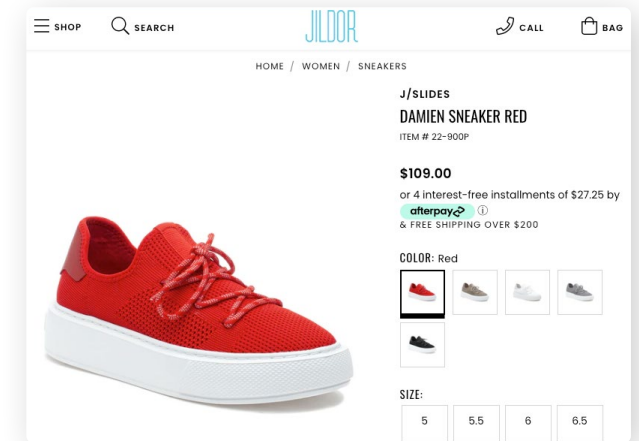 SHOP
SEARCH
JILDOR
CALL
BAG
HOME / WOMEN / SNEAKERS
J/SLIDES
DAMIEN SNEAKER RED
ITEM # 22-900P
$109.00
or 4 interest-free installments of $27.25 by
afterpay
& FREE SHIPPING OVER $200
COLOR: Red
SIZE:
5
5.5
6
6.5